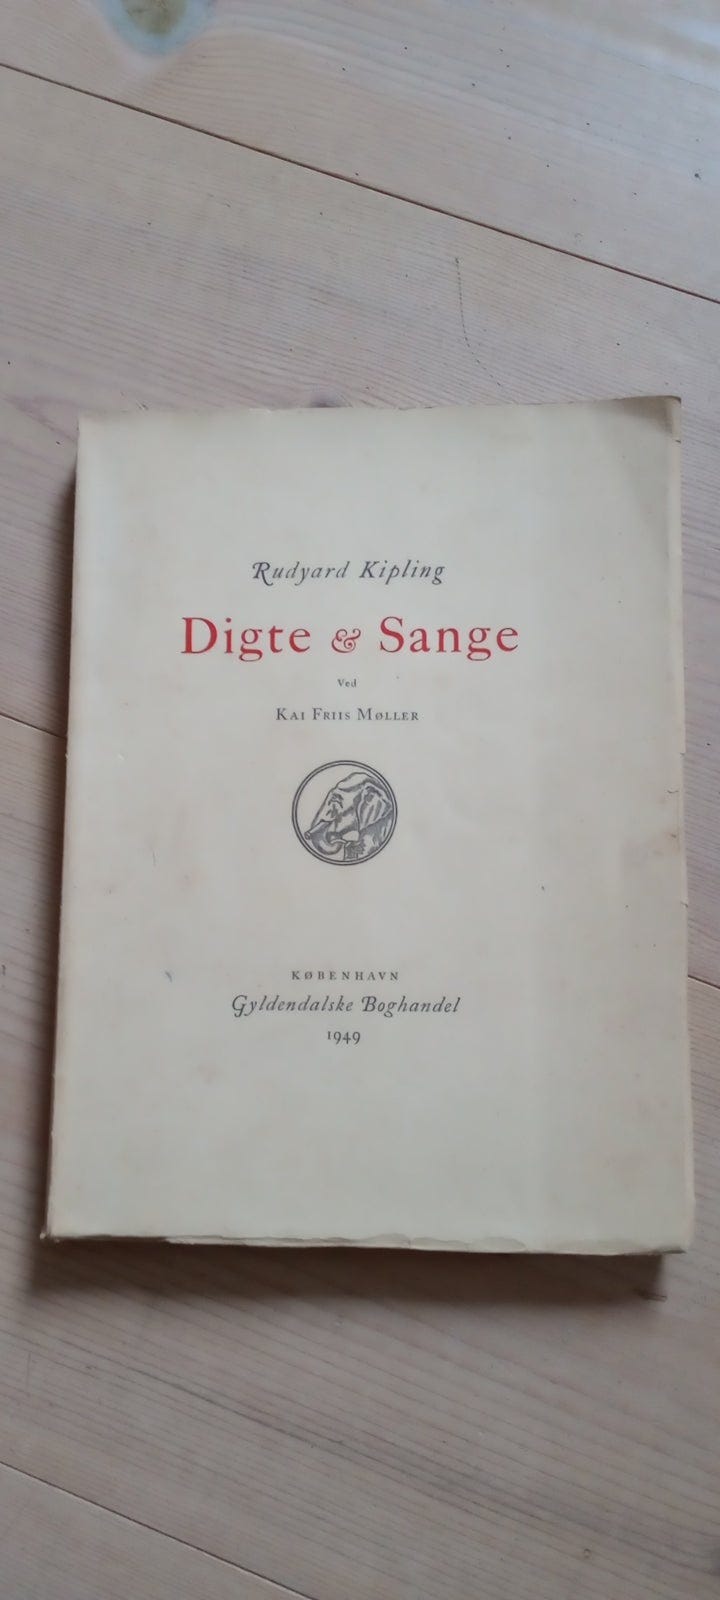 Rudyard Kipling
Digte & Sange
Ved
Kai Friis Møller
KØBENHAVN
Gyldendalske Boghandel
1949